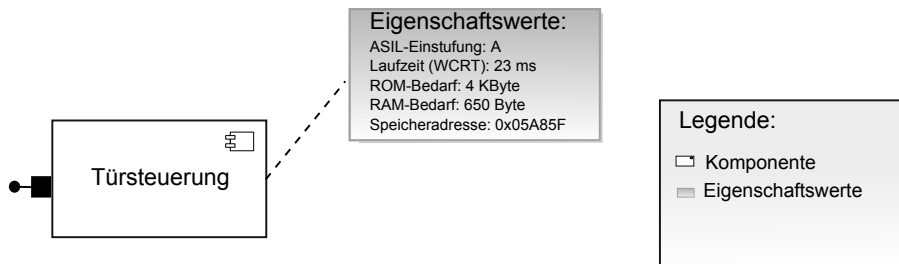 Eigenschaftswerte:
ASIL-Einstufung: A
Laufzeit (WCRT): 23 ms
ROM-Bedarf: 4 KByte
RAM-Bedarf: 650 Byte
Speicheradresse: 0x05A85F
Türsteuerung
Legende:
Komponente
Eigenschaftswerte